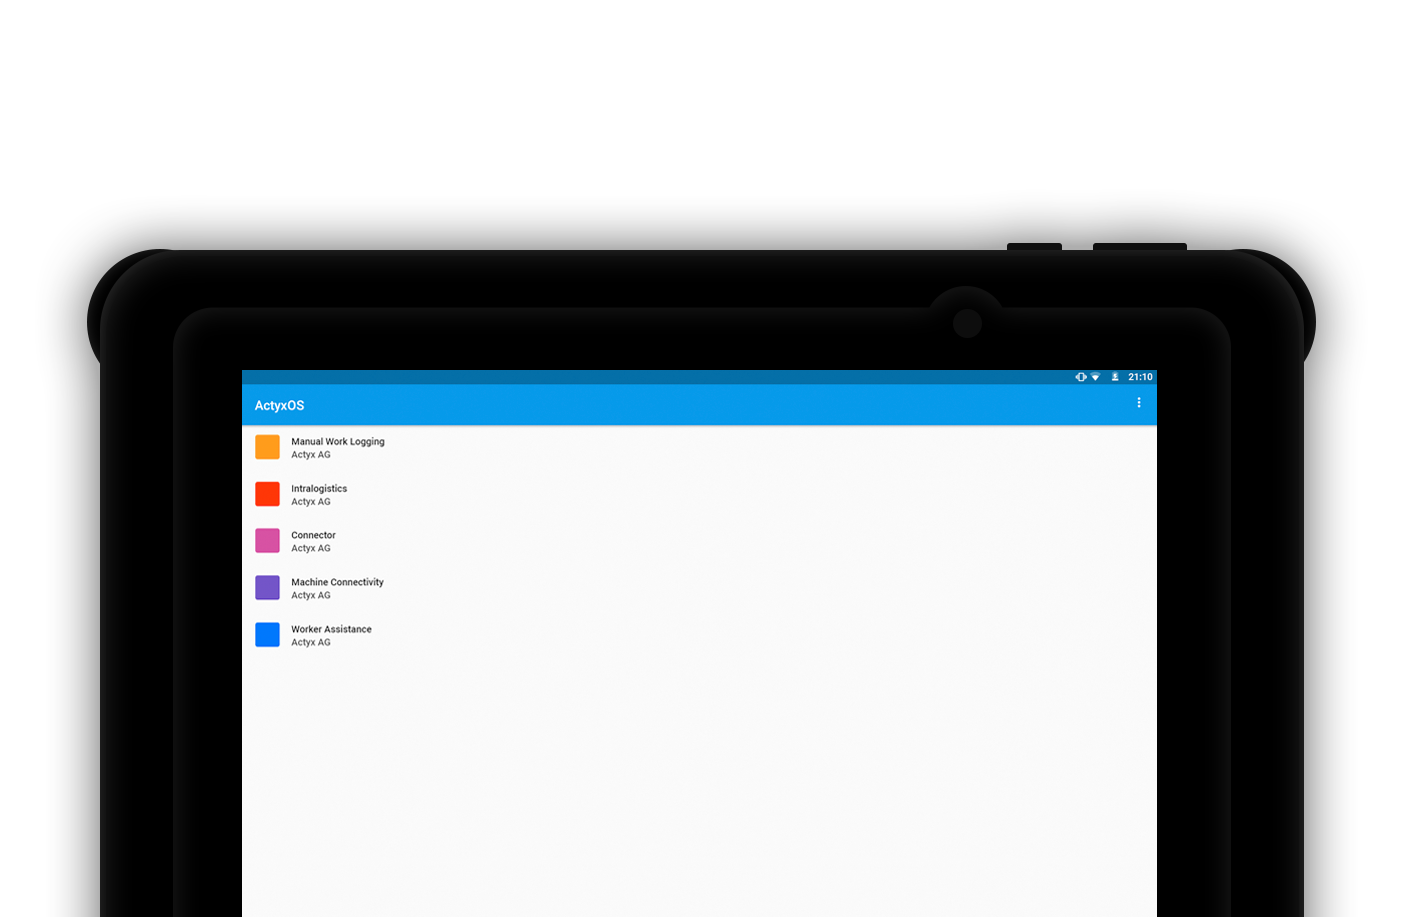 21:10
ActyxOS
Manual Work Logging
Actyx AG
Intralogistics
Actyx AG
Connector
Actyx AG
Machine Connectivity
Actyx AG
Worker Assistance
Actyx AG